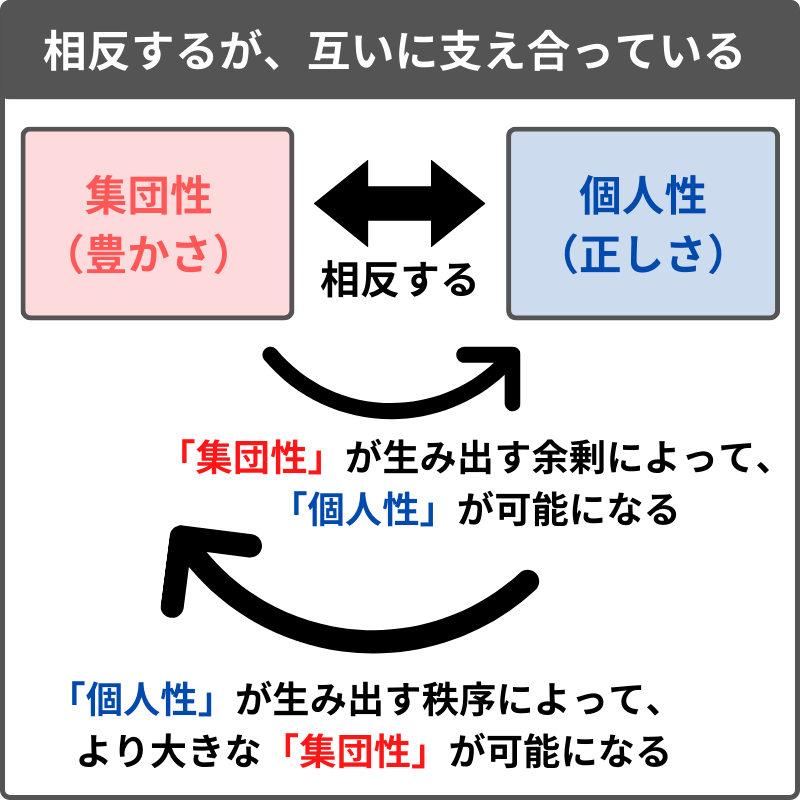 相反するが、互いに支え合っている
集団性
（豊かさ）
相反する
個人性
（正しさ）
「集団性」が生み出す余剰によって、
「個人性」が可能になる
「個人性」が生み出す秩序によって、
より大きな「集団性」が可能になる